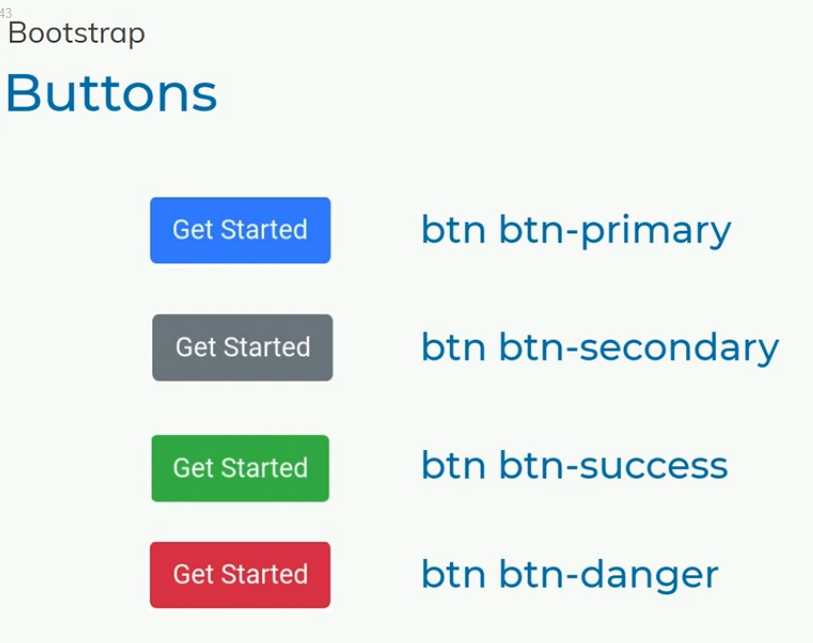 43
Bootstrap
Buttons
Get Started btn btn-primary
Get Started btn btn-secondary
Get Started btn btn-success
Get Started btn btn-danger